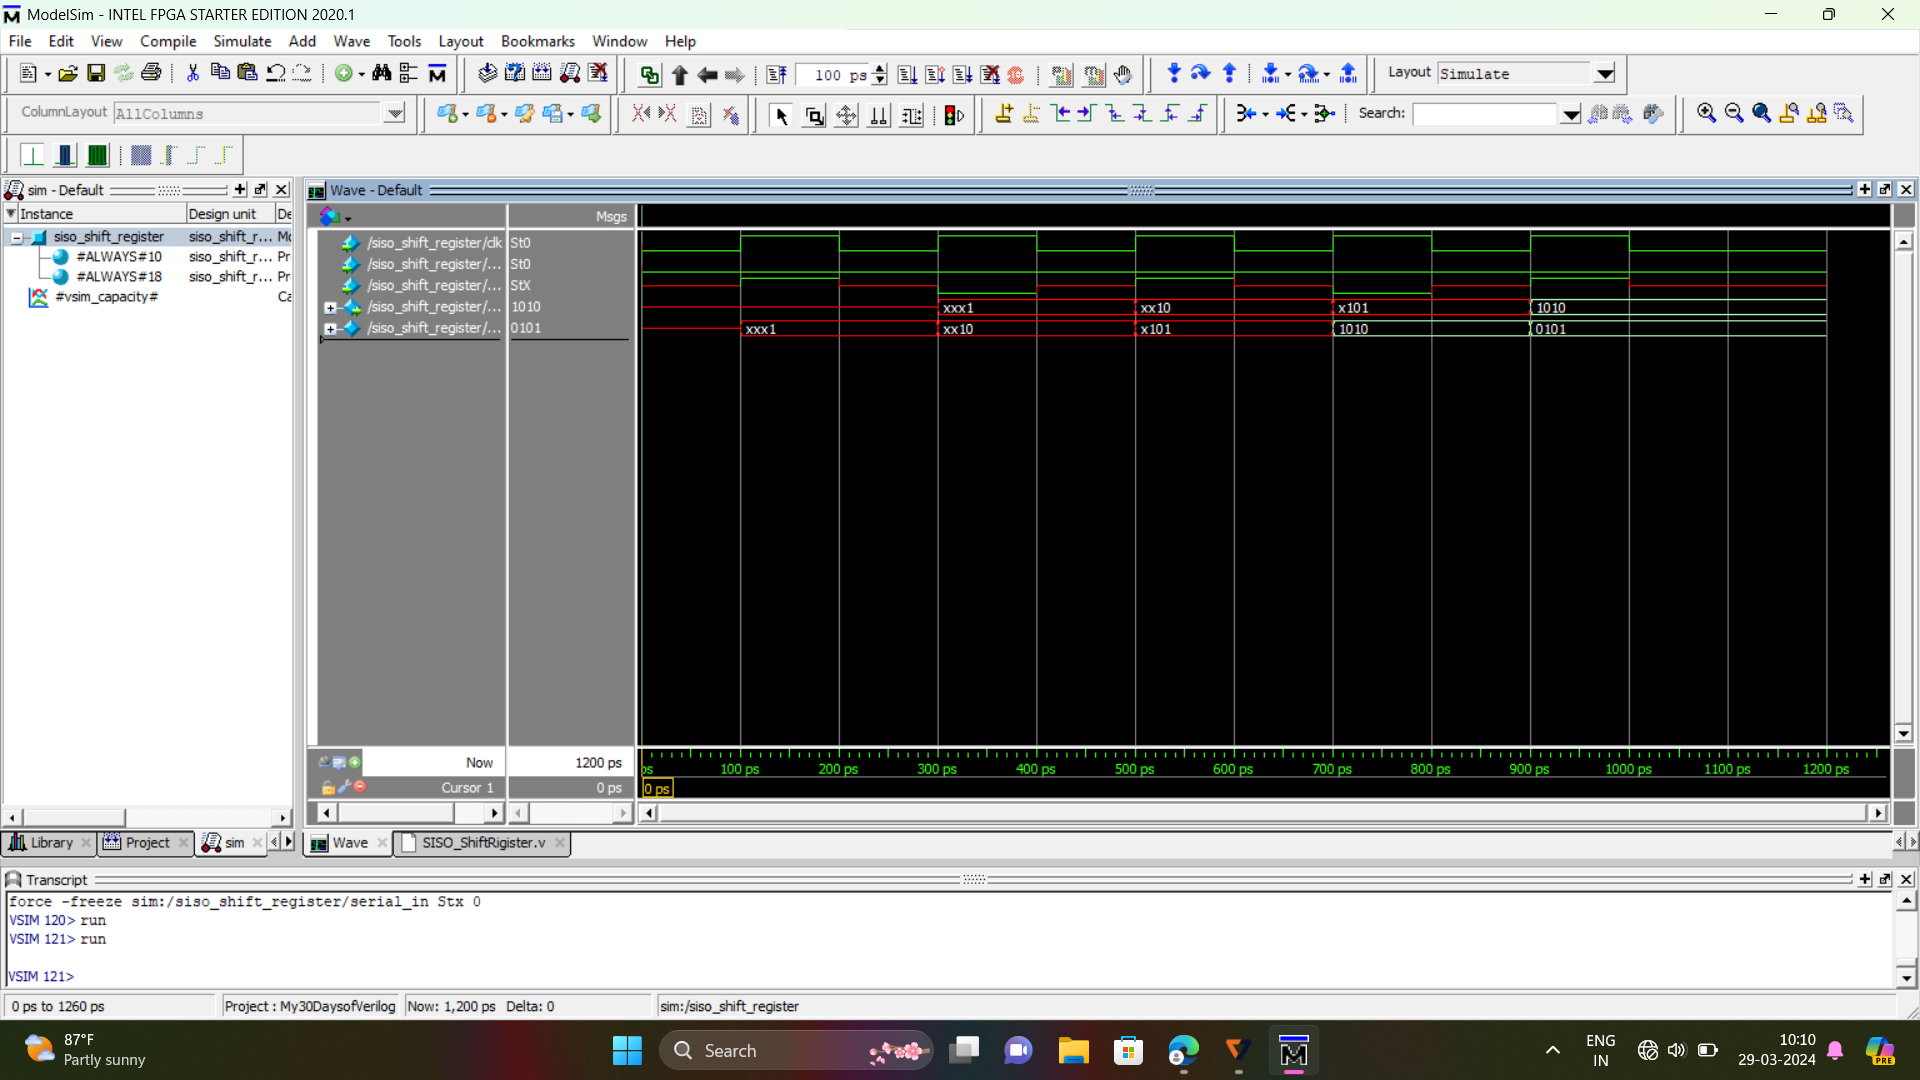 ModelSim - INTEL FPGA STARTER EDITION 2020.1
File Edit View Compile Simulate Add Wave Tools Layout Bookmarks Window Help
100 ps
Layout Simulate
ColumnLayout AllColumns
Search:
sim - Default
Instance Design unit De
siso_shift_register siso_shift_r... Mo
#ALWAYS#10 siso_shift_r... Pr
#ALWAYS#18 siso_shift_r... Pr
#vsim_capacity# Ca
Wave - Default
Msgs
/siso_shift_register/clk St0
/siso_shift_register/... St0
/siso_shift_register/... StX
/siso_shift_register/... 1010 xxx1 xx10 x101 1010
/siso_shift_register/... 0101 xxx1 xx10 x101 1010 0101
Now 1200 ps
ps 100 ps 200 ps 300 ps 400 ps 500 ps 600 ps 700 ps 800 ps 900 ps 1000 ps 1100 ps 1200 ps
Cursor 1 0 ps 0 ps
Library Project sim
Wave SISO_ShiftRigister.v
Transcript
force -freeze sim:/siso_shift_register/serial_in Stx 0
VSIM 120> run
VSIM 121> run
VSIM 121>
0 ps to 1260 ps Project : My30DaysofVerilog Now: 1,200 ps Delta: 0 sim:/siso_shift_register
87°F
Partly sunny
Search
ENG
IN
10:10
29-03-2024
PRE